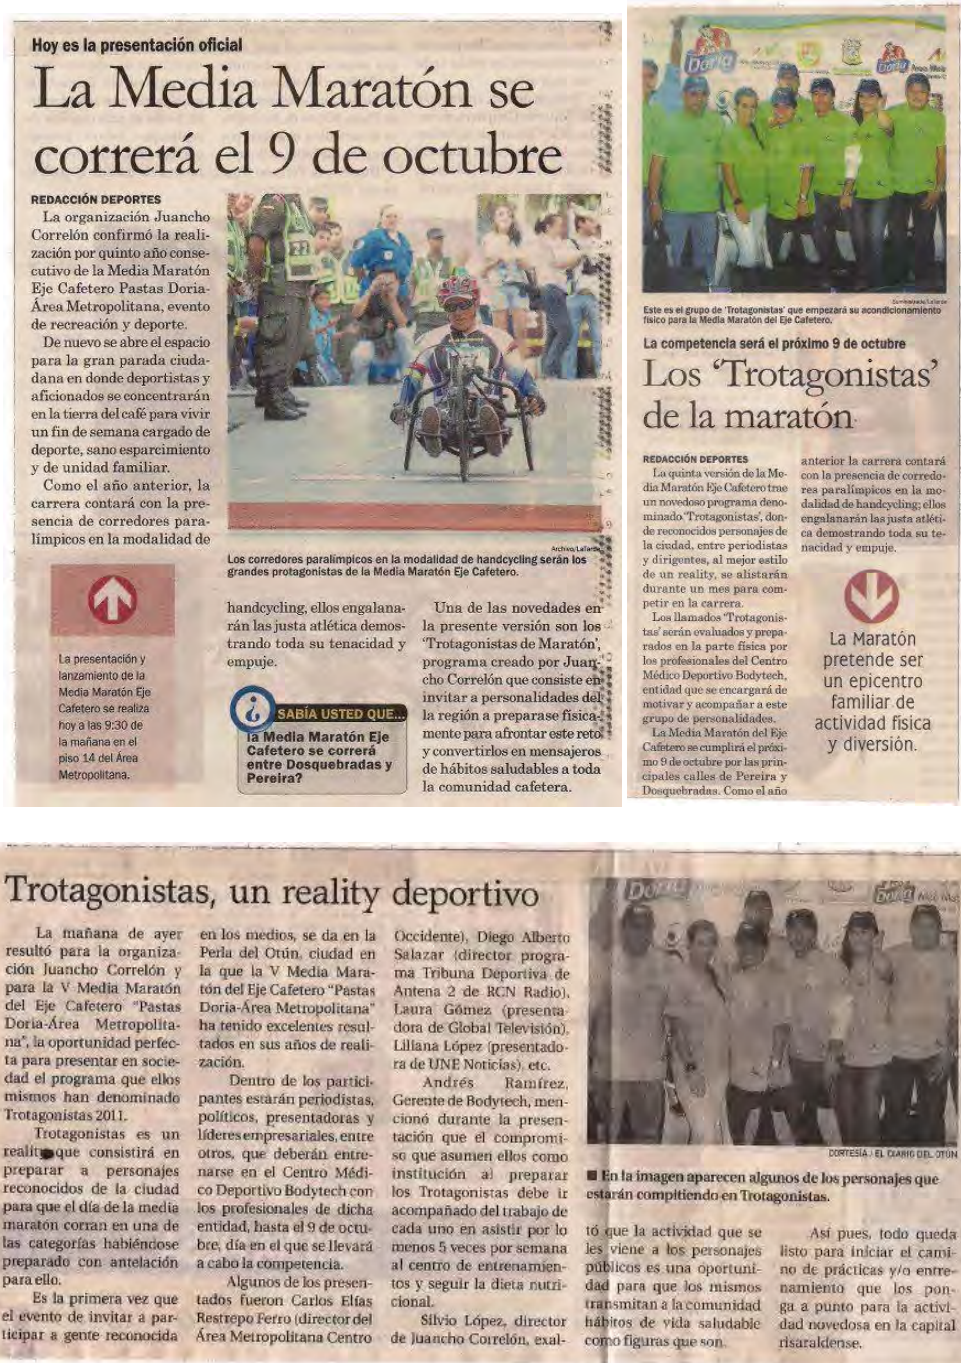 Hoy es la presentación oficial
La Media Maratón se
correrá el 9 de octubre
REDACCIÓN DEPORTES
La organización Juancho
Correlón confirmó la reali-
zación por quinto año conse-
cutivo de la Media Maratón
Eje Cafetero Pastas Doria-
Área Metropolitana, evento
de recreación y deporte.
De nuevo se abre el espacio
para la gran parada ciuda-
dana en donde deportistas y
aficionados se concentrarán
en la tierra del café para vivir
un fin de semana cargado de
deporte, sano esparcimiento
y de unidad familiar.
Como el año anterior, la
carrera contará con la pre-
sencia de corredores para-
límpicos en la modalidad de
Archivo/LaTarde
Los corredores paralímpicos en la modalidad de handcycling serán los
grandes protagonistas de la Media Maratón Eje Cafetero.
handcycling, ellos engalana-
rán las justa atlética demos-
trando toda su tenacidad y
empuje.
Una de las novedades en
la presente versión son los
'Trotagonistas de Maratón',
programa creado por Juan-
cho Correlón que consiste en
invitar a personalidades del
la región a preparase física-
mente para afrontar este reto
y convertirlos en mensajeros
de hábitos saludables a toda
la comunidad cafetera.
La presentación y
lanzamiento de la
Media Maratón Eje
Cafetero se realiza
hoy a las 9:30 de
la mañana en el
piso 14 del Área
Metropolitana.
¿
SABÍA USTED QUE...
la Media Maratón Eje
Cafetero se correrá
entre Dosquebradas y
Pereira?
Doria
Doria
Suministrada/LaTarde
Este es el grupo de 'Trotagonistas' que empezará su acondicionamiento
físico para la Media Maratón del Eje Cafetero.
La competencia será el próximo 9 de octubre
Los 'Trotagonistas'
de la maratón
REDACCIÓN DEPORTES
La quinta versión de la Me-
dia Maratón Eje Cafetero trae
un novedoso programa deno-
minado 'Trotagonistas', don-
de reconocidos personajes de
la ciudad, entre periodistas
y dirigentes, al mejor estilo
de un reality, se alistarán
durante un mes para com-
petir en la carrera.
Los llamados 'Trotagonis-
tas' serán evaluados y prepa-
rados en la parte física por
los profesionales del Centro
Médico Deportivo Bodytech,
entidad que se encargará de
motivar y acompañar a este
grupo de personalidades.
La Media Maratón del Eje
Cafetero se cumplirá el próxi-
mo 9 de octubre por las prin-
cipales calles de Pereira y
Dosquebradas. Como el año
anterior la carrera contará
con la presencia de corredo-
res paralímpicos en la mo-
dalidad de handcycling; ellos
engalanarán las justa atléti-
ca demostrando toda su te-
nacidad y empuje.
La Maratón
pretende ser
un epicentro
familiar de
actividad física
y diversión.
Trotagonistas, un reality deportivo
La mañana de ayer
resultó para la organiza-
ción Juancho Correlón y
para la V Media Maratón
del Eje Cafetero "Pastas
Doria-Área Metropolita-
na", la oportunidad perfec-
ta para presentar en socie-
dad el programa que ellos
mismos han denominado
Trotagonistas 2011.
Trotagonistas es un
reality que consistirá en
preparar a personajes
reconocidos de la ciudad
para que el día de la media
maratón corran en una de
las categorías habiéndose
preparado con antelación
para ello.
Es la primera vez que
el evento de invitar a par-
ticipar a gente reconocida
en los medios, se da en la
Perla del Otún, ciudad en
la que la V Media Mara-
tón del Eje Cafetero "Pastas
Doria-Área Metropolitana"
ha tenido excelentes resul-
tados en sus años de reali-
zación.
Dentro de los partici-
pantes estarán periodistas,
políticos, presentadoras y
líderes empresariales, entre
otros, que deberán entre-
narse en el Centro Médi-
co Deportivo Bodytech con
los profesionales de dicha
entidad, hasta el 9 de octu-
bre, día en el que se llevará
a cabo la competencia.
Algunos de los presen-
tados fueron Carlos Elías
Restrepo Ferro (director del
Área Metropolitana Centro
Occidente), Diego Alberto
Salazar (director progra-
ma Tribuna Deportiva de
Antena 2 de RCN Radio),
Laura Gómez (presenta-
dora de Global Televisión),
Liliana López (presentado-
ra de UNE Noticias), etc.
Andrés Ramírez,
Gerente de Bodytech, men-
cionó durante la presen-
tación que el compromi-
so que asumen ellos como
institución al preparar
los Trotagonistas debe ir
acompañado del trabajo de
cada uno en asistir por lo
menos 5 veces por semana
al centro de entrenamien-
tos y seguir la dieta nutri-
cional.
Silvio López, director
de Juancho Correlón, exal-
Doria
Doria
CORTESÍA / EL DIARIO DEL OTÚN
■ En la imagen aparecen algunos de los personajes que
estarán compitiendo en Trotagonistas.
tó que la actividad que se
les viene a los personajes
públicos es una oportuni-
dad para que los mismos
transmitan a la comunidad
hábitos de vida saludable
como figuras que son.
Así pues, todo queda
listo para iniciar el cami-
no de prácticas y/o entre-
namiento que los pon-
ga a punto para la activi-
dad novedosa en la capital
risaraldense.